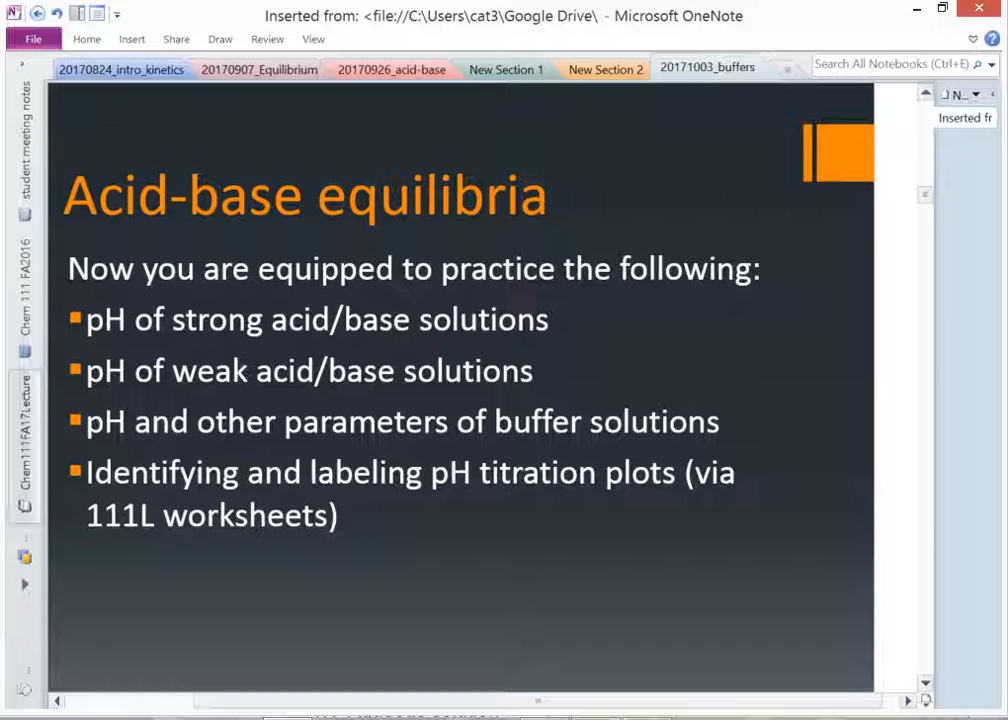 Inserted from: <file://C:\Users\cat3\Google Drive\ - Microsoft OneNote
File Home Insert Share Draw Review View
20170824_intro_kinetics 20170907_Equilibrium 20170926_acid-base New Section 1 New Section 2 20171003_buffers Search All Notebooks (Ctrl+E)
N...
Inserted fr
student meeting notes
Chem 111 FA2016
Chem111FA17Lecture
Acid-base equilibria
Now you are equipped to practice the following:
pH of strong acid/base solutions
pH of weak acid/base solutions
pH and other parameters of buffer solutions
Identifying and labeling pH titration plots (via
111L worksheets)